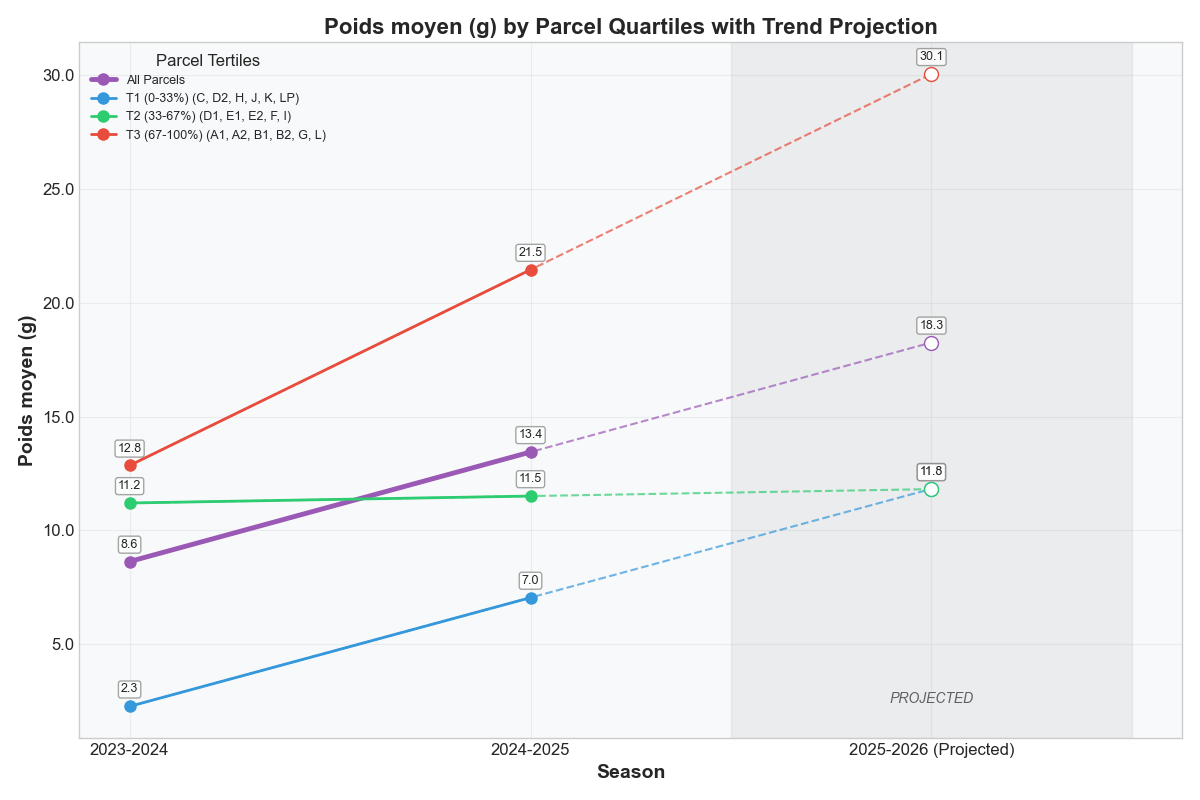 Poids moyen (g) by Parcel Quartiles with Trend Projection
Parcel Tertiles
All Parcels
T1 (0-33%) (C, D2, H, J, K, LP)
T2 (33-67%) (D1, E1, E2, F, I)
T3 (67-100%) (A1, A2, B1, B2, G, L)
Poids moyen (g)
30.0
25.0
20.0
15.0
10.0
5.0
12.8
11.2
8.6
2.3
21.5
13.4
11.5
7.0
30.1
18.3
11.8
PROJECTED
2023-2024
2024-2025
2025-2026 (Projected)
Season